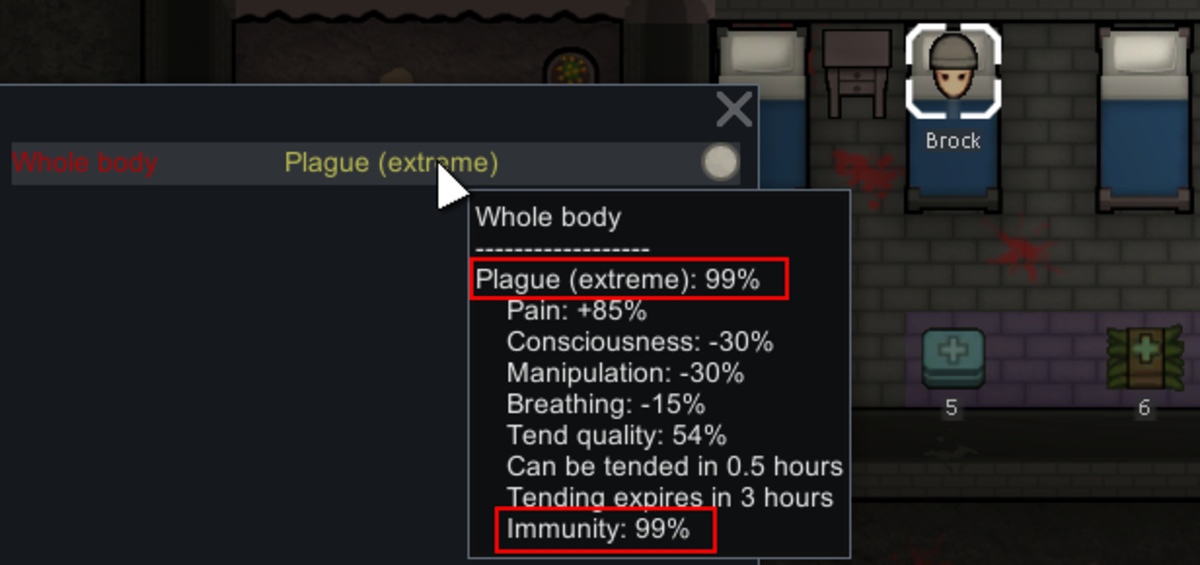 Whole body Plague (extreme)
Brock
Whole body
------------------
Plague (extreme): 99%
Pain: +85%
Consciousness: -30%
Manipulation: -30%
Breathing: -15%
Tend quality: 54%
Can be tended in 0.5 hours
Tending expires in 3 hours
Immunity: 99%
5
6